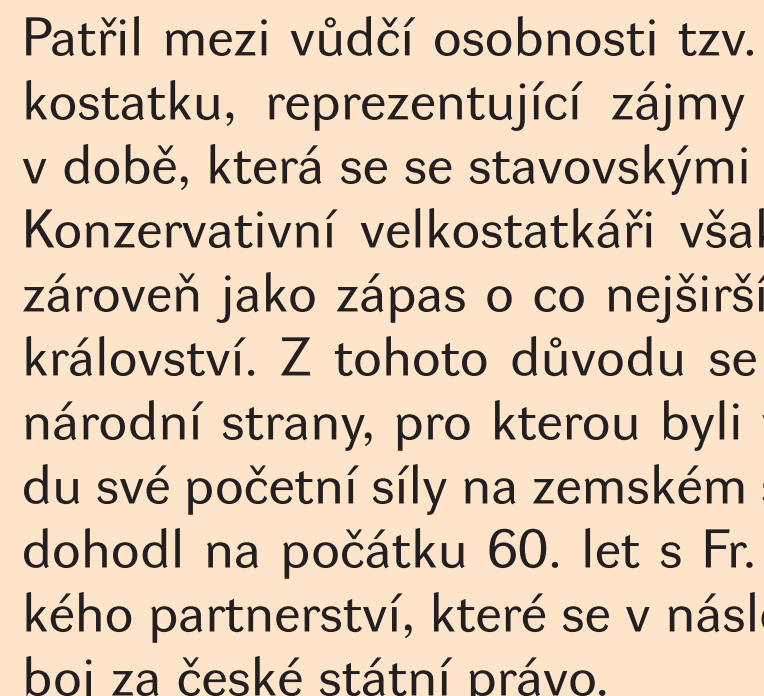 Patřil mezi vůdčí osobnosti tzv.
kostatku, reprezentující zájmy
v době, která se se stavovskými
Konzervativní velkostatkáři
zároveň jako zápas o co nejširší
království. Z tohoto důvodu se
národní strany, pro kterou byli
du své početní síly na zemském
dohodl na počátku 60. let s Fr.
kého partnerství, které se v
boj za české státní právo.